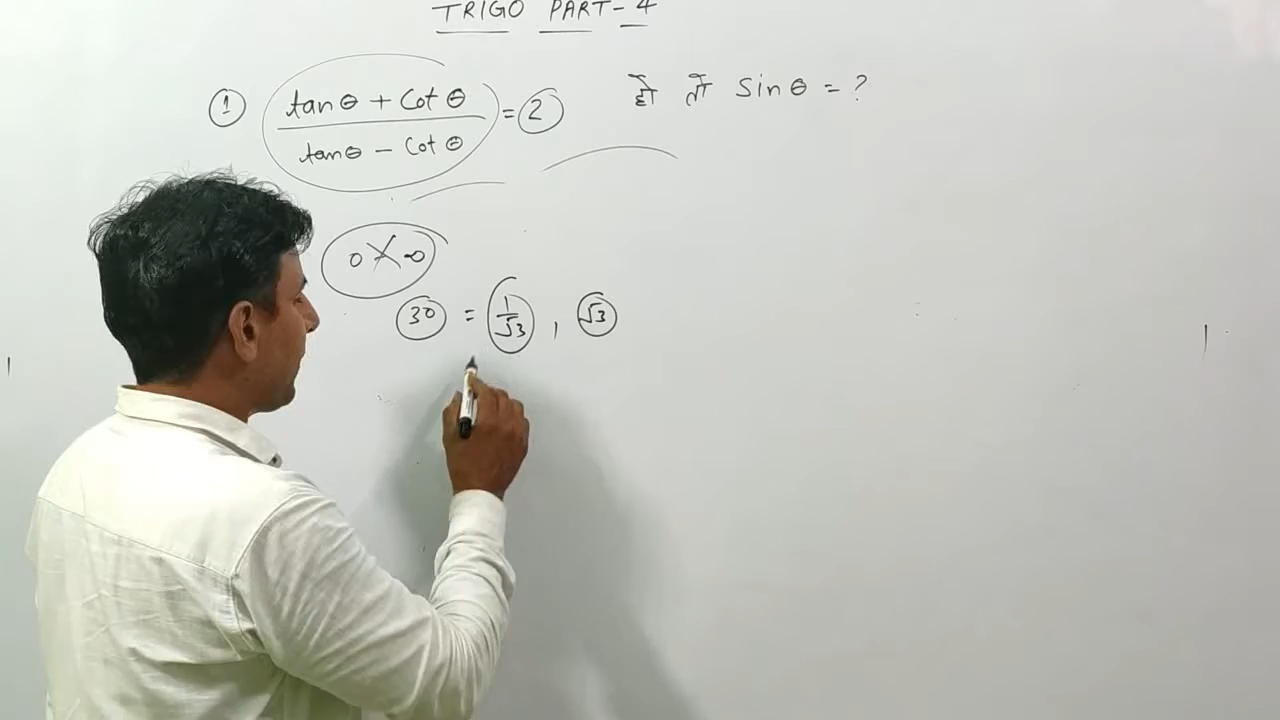 TRIGO PART-4
① tanθ + Cotθ / tanθ - Cotθ = 2 हो तो Sinθ = ?
0 ∞
30 = 1/√3 , √3